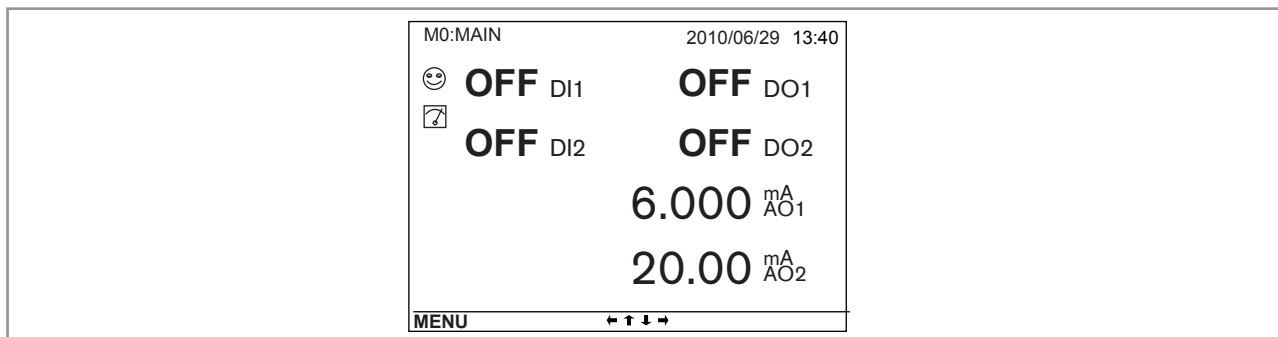 M0:MAIN 2010/06/29 13:40
OFF DI1 OFF DO1
OFF DI2 OFF DO2
6.000 mA AO1
20.00 mA AO2
MENU ← ↑ ↓ →